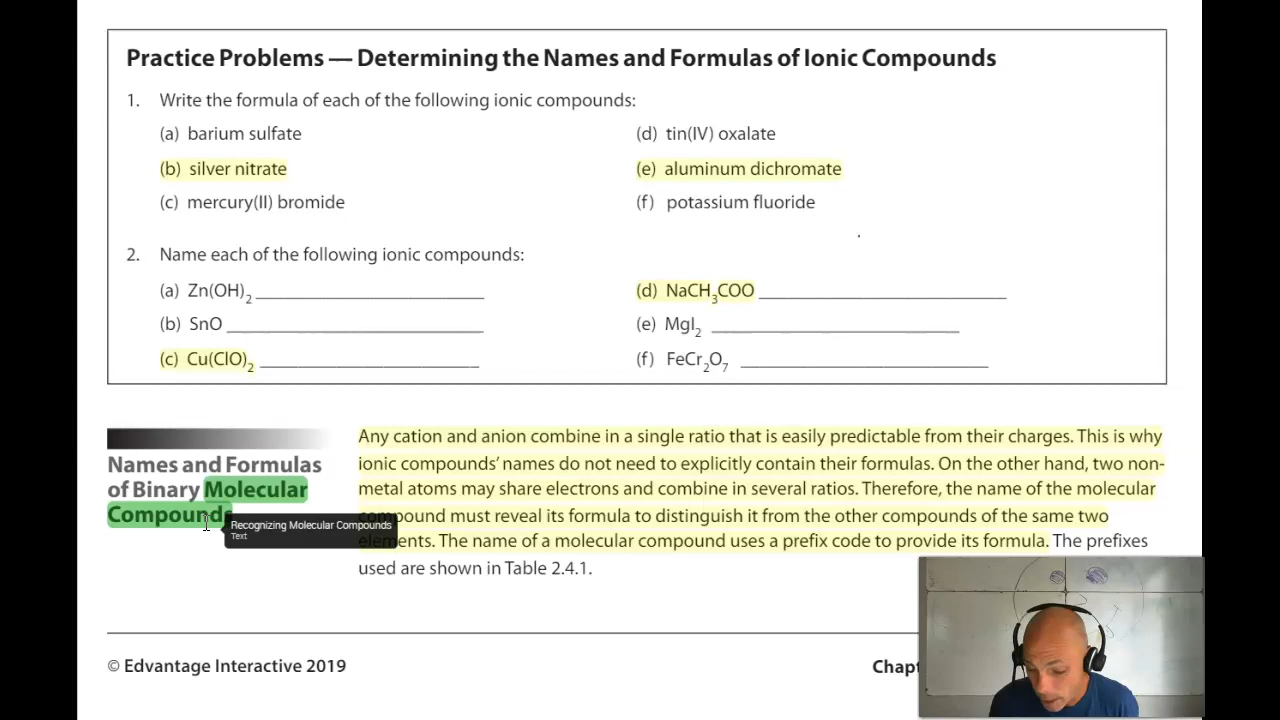 Practice Problems — Determining the Names and Formulas of Ionic Compounds
1. Write the formula of each of the following ionic compounds:
(a) barium sulfate
(d) tin(IV) oxalate
(b) silver nitrate
(e) aluminum dichromate
(c) mercury(II) bromide
(f) potassium fluoride
2. Name each of the following ionic compounds:
(a) Zn(OH)₂ ____________________
(d) NaCH₃COO ____________________
(b) SnO ____________________
(e) MgI₂ ____________________
(c) Cu(ClO)₂ ____________________
(f) FeCr₂O₇ ____________________
Names and Formulas
of Binary Molecular
Compounds
Recognizing Molecular Compounds
Text
Any cation and anion combine in a single ratio that is easily predictable from their charges. This is why
ionic compounds' names do not need to explicitly contain their formulas. On the other hand, two non-
metal atoms may share electrons and combine in several ratios. Therefore, the name of the molecular
compound must reveal its formula to distinguish it from the other compounds of the same two
elements. The name of a molecular compound uses a prefix code to provide its formula. The prefixes
used are shown in Table 2.4.1.
© Edvantage Interactive 2019
Chapt